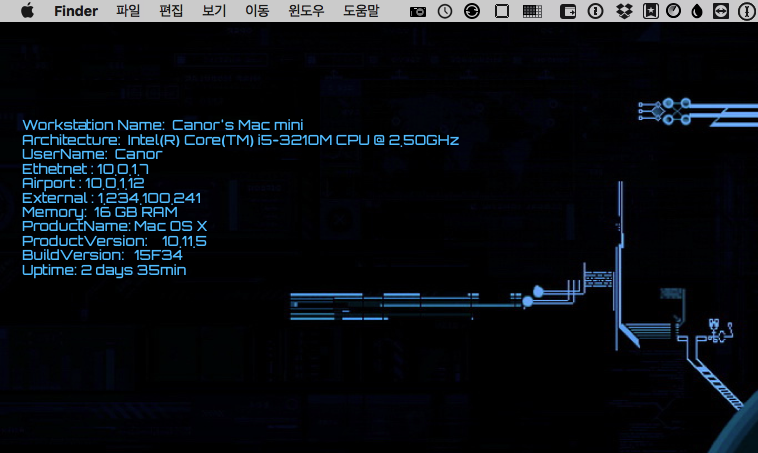 Finder 파일 편집 보기 이동 윈도우 도움말
Workstation Name: Canor's Mac mini
Architecture: Intel(R) Core(TM) i5-3210M CPU @ 2.50GHz
UserName: Canor
Ethetnet : 10.0.1.7
Airport : 10.0.1.12
External : 1.234.100.241
Memory: 16 GB RAM
ProductName: Mac OS X
ProductVersion: 10.11.5
BuildVersion: 15F34
Uptime: 2 days 35min